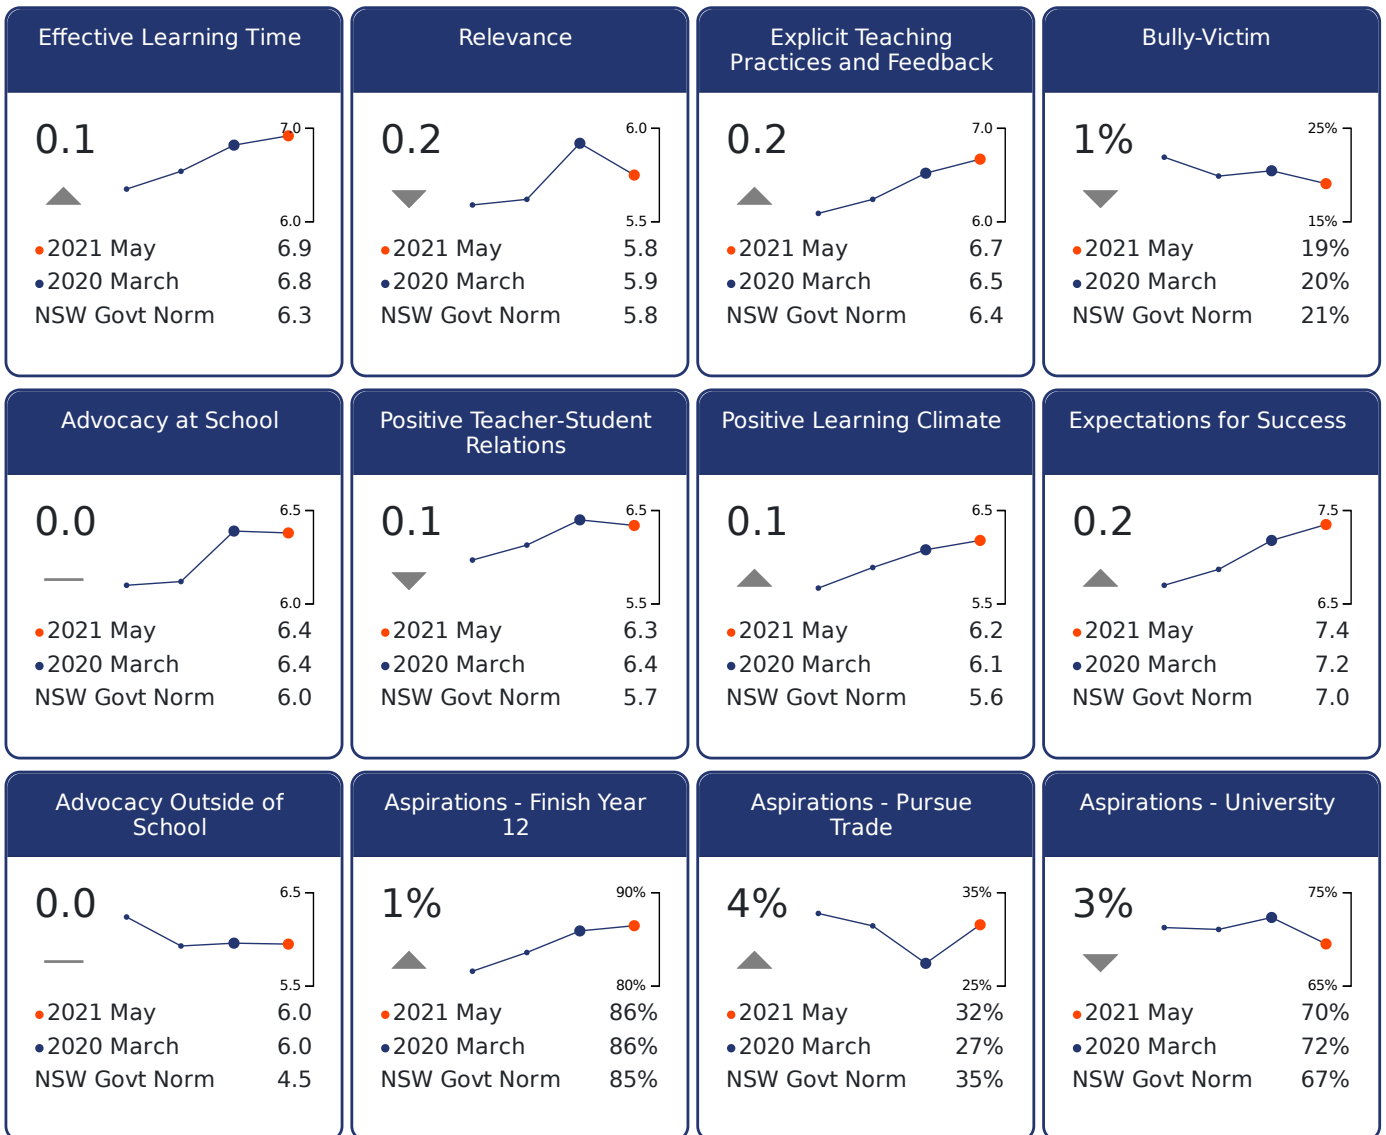 Effective Learning Time
0.1
7.0
6.0
2021 May 6.9
2020 March 6.8
NSW Govt Norm 6.3
Relevance
0.2
6.0
5.5
2021 May 5.8
2020 March 5.9
NSW Govt Norm 5.8
Explicit Teaching
Practices and Feedback
0.2
7.0
6.0
2021 May 6.7
2020 March 6.5
NSW Govt Norm 6.4
Bully-Victim
1%
25%
15%
2021 May 19%
2020 March 20%
NSW Govt Norm 21%
Advocacy at School
0.0
6.5
6.0
2021 May 6.4
2020 March 6.4
NSW Govt Norm 6.0
Positive Teacher-Student
Relations
0.1
6.5
5.5
2021 May 6.3
2020 March 6.4
NSW Govt Norm 5.7
Positive Learning Climate
0.1
6.5
5.5
2021 May 6.2
2020 March 6.1
NSW Govt Norm 5.6
Expectations for Success
0.2
7.5
6.5
2021 May 7.4
2020 March 7.2
NSW Govt Norm 7.0
Advocacy Outside of
School
0.0
6.5
5.5
2021 May 6.0
2020 March 6.0
NSW Govt Norm 4.5
Aspirations - Finish Year
12
1%
90%
80%
2021 May 86%
2020 March 86%
NSW Govt Norm 85%
Aspirations - Pursue
Trade
4%
35%
25%
2021 May 32%
2020 March 27%
NSW Govt Norm 35%
Aspirations - University
3%
75%
65%
2021 May 70%
2020 March 72%
NSW Govt Norm 67%